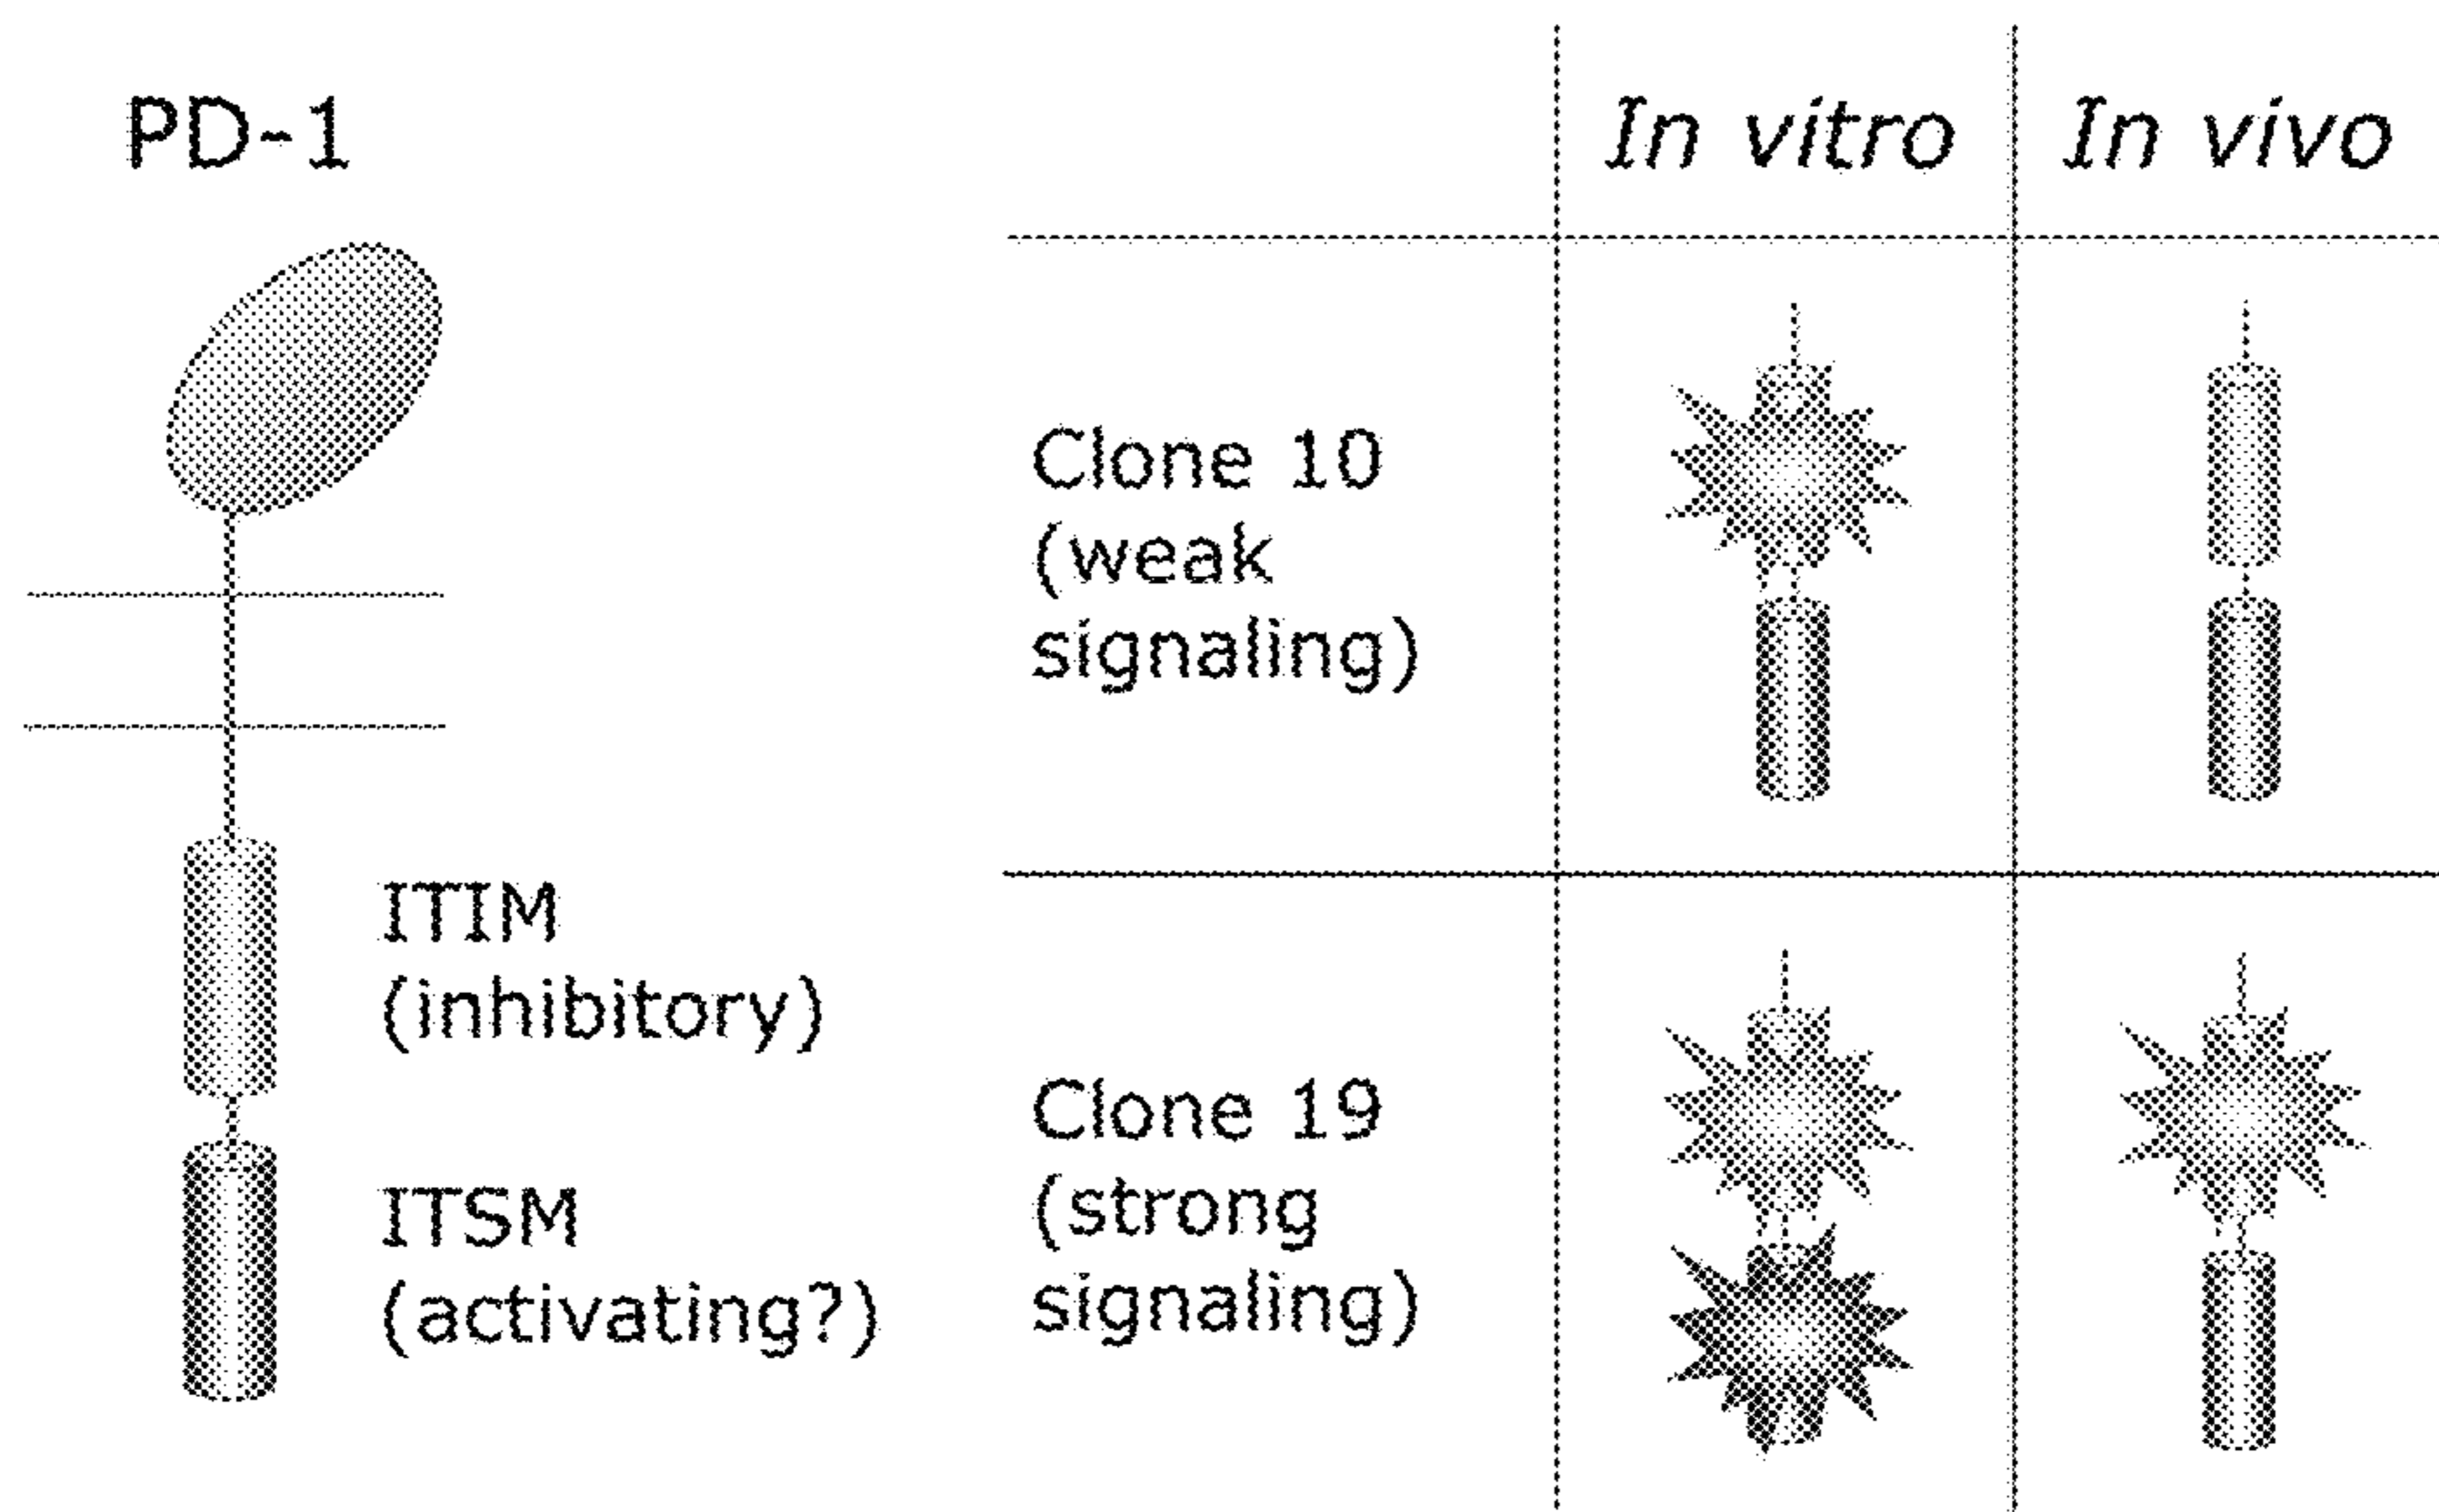 PD-1
ITIM
(inhibitory)
ITSM
(activating?)
In vitro
In vivo
Clone 10
(weak
signaling)
Clone 19
(strong
signaling)